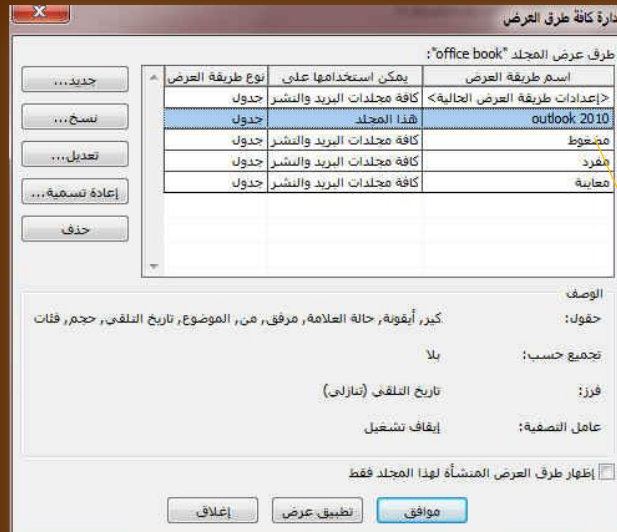 دارة كافة طرق العرض
طرف عرض المجلد "office book":
اسم طريقة العرض يمكن استخدامها على نوع طريقة العرض
<إعدادات طريقة العرض الحالية> كافة مجلدات البريد والنشر جدول
outlook 2010 هذا المجلد جدول
مضغوط كافة مجلدات البريد والنشر جدول
مفرد كافة مجلدات البريد والنشر جدول
معاينة كافة مجلدات البريد والنشر جدول
جديد...
نسخ...
تعديل...
إعادة تسمية...
حذف
الوصف
حقول: كبر, أيقونة, حالة العلامة, مرفق, من, الموضوع, تاريخ التلقي, حجم, فئات
تجميع حسب: بلا
فرز: تاريخ التلقي (تنازلي)
عامل التصفية: إيقاف تشغيل
إظهار طرق العرض المنشأة لهذا المجلد فقط
موافق تطبيق عرض إغلاق